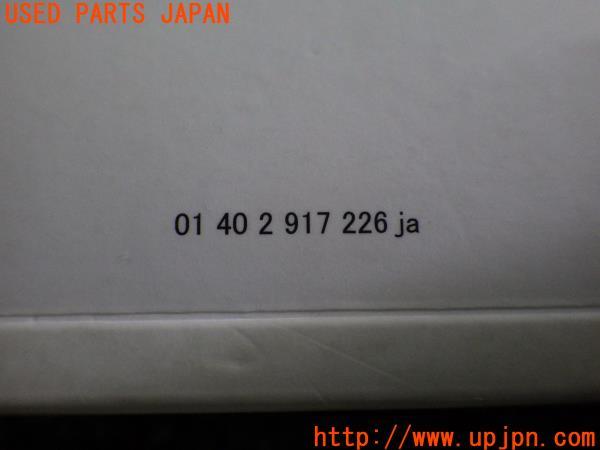 USED PARTS JAPAN
01 40 2 917 226 ja
http://www.upjpn.com